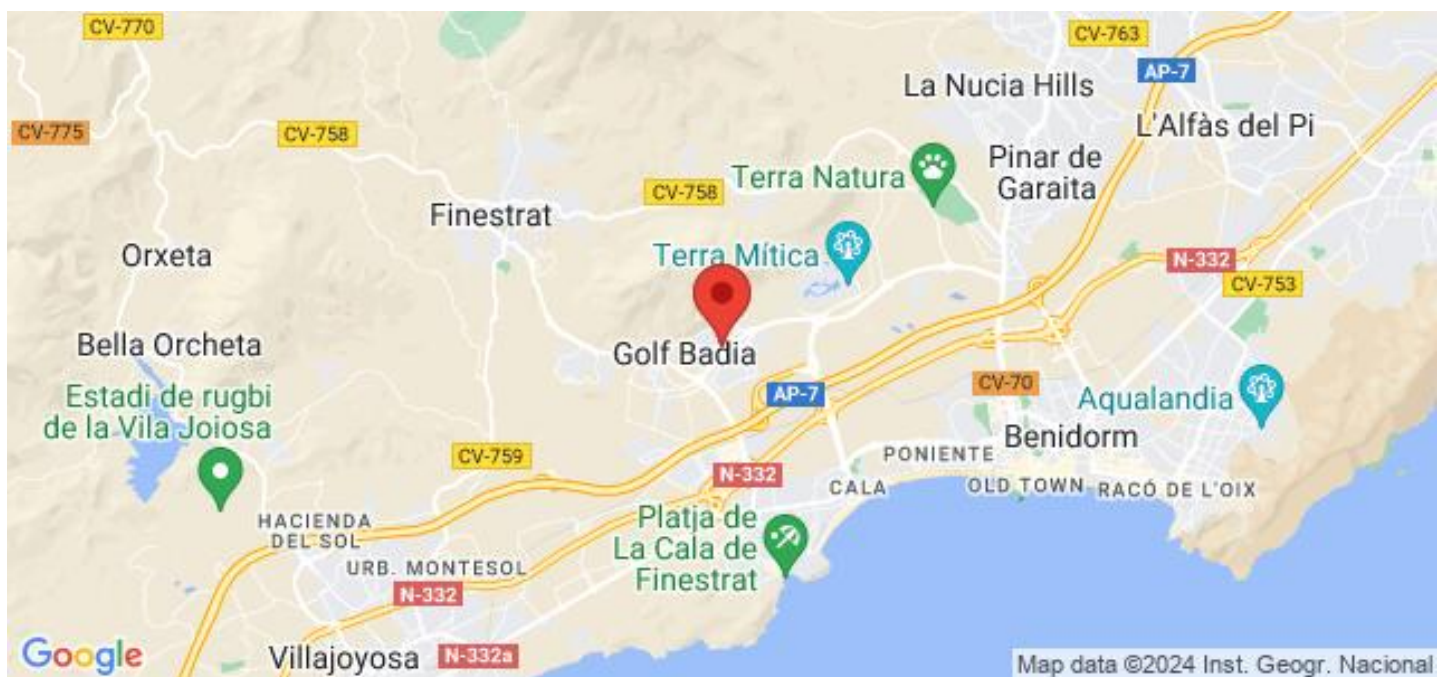 CV-770
CV-763
AP-7
La Nucia Hills
CV-775
CV-758
L'Alfàs del Pi
Pinar de
Garaita
Terra Natura
CV-758
Finestrat
Orxeta
Terra Mítica
N-332
CV-753
Bella Orcheta
Golf Badia
Estadi de rugbi
de la Vila Joiosa
AP-7
CV-70
Aqualandia
Benidorm
CV-759
PONIENTE
N-332
CALA
OLD TOWN
RACÓ DE L'OIX
HACIENDA
DEL SOL
Platja de
La Cala de
Finestrat
URB. MONTESOL
N-332
Google
Villajoyosa
N-332a
Map data ©2024 Inst. Geogr. Nacional